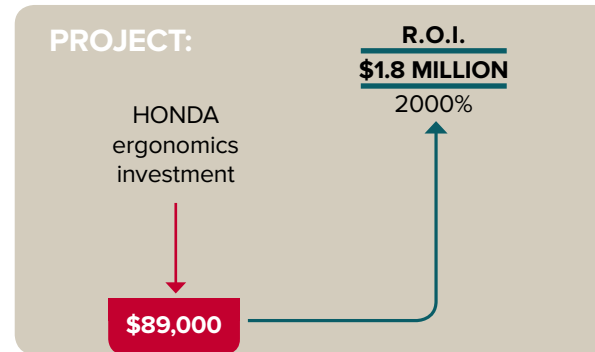 PROJECT:
HONDA
ergonomics
investment
$89,000
R.O.I.
$1.8 MILLION
2000%